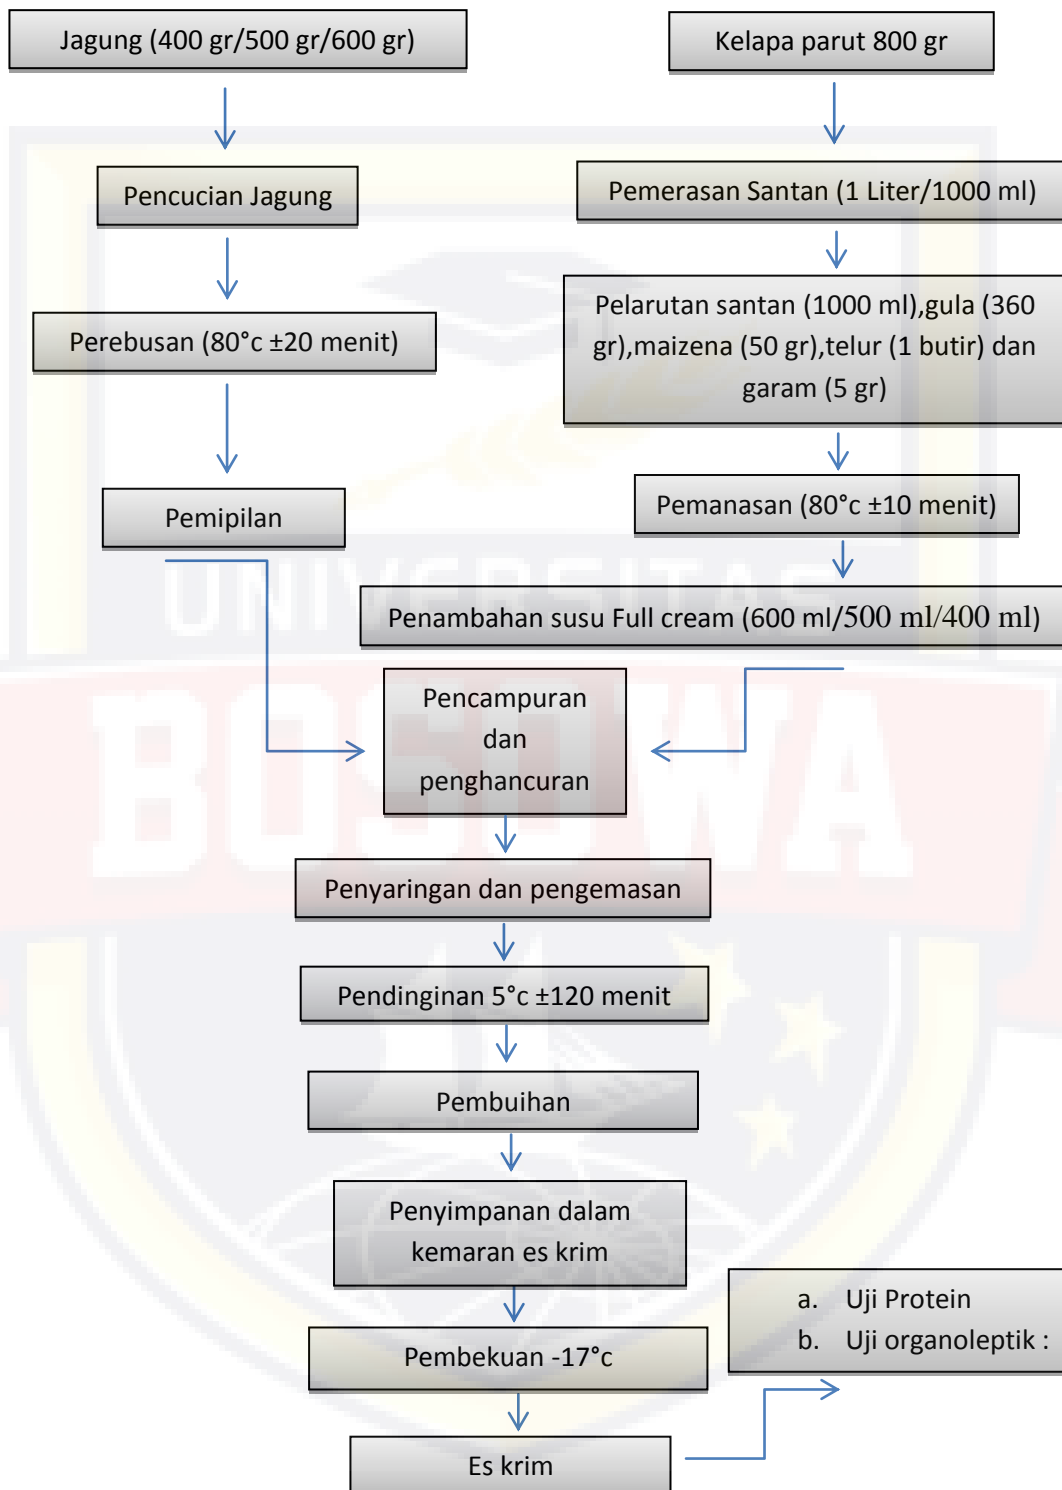 Jagung (400 gr/500 gr/600 gr)
Kelapa parut 800 gr
Pencucian Jagung
Pemerasan Santan (1 Liter/1000 ml)
Perebusan (80°c ±20 menit)
Pelarutan santan (1000 ml),gula (360
gr),maizena (50 gr),telur (1 butir) dan
garam (5 gr)
Pemipilan
Pemanasan (80°c ±10 menit)
Penambahan susu Full cream (600 ml/500 ml/400 ml)
UNIVERSITAS
BOSOWA
Pencampuran
dan
penghancuran
Penyaringan dan pengemasan
Pendinginan 5°c ±120 menit
Pembuihan
Penyimpanan dalam
kemaran es krim
Pembekuan -17°c
a. Uji Protein
b. Uji organoleptik :
Es krim